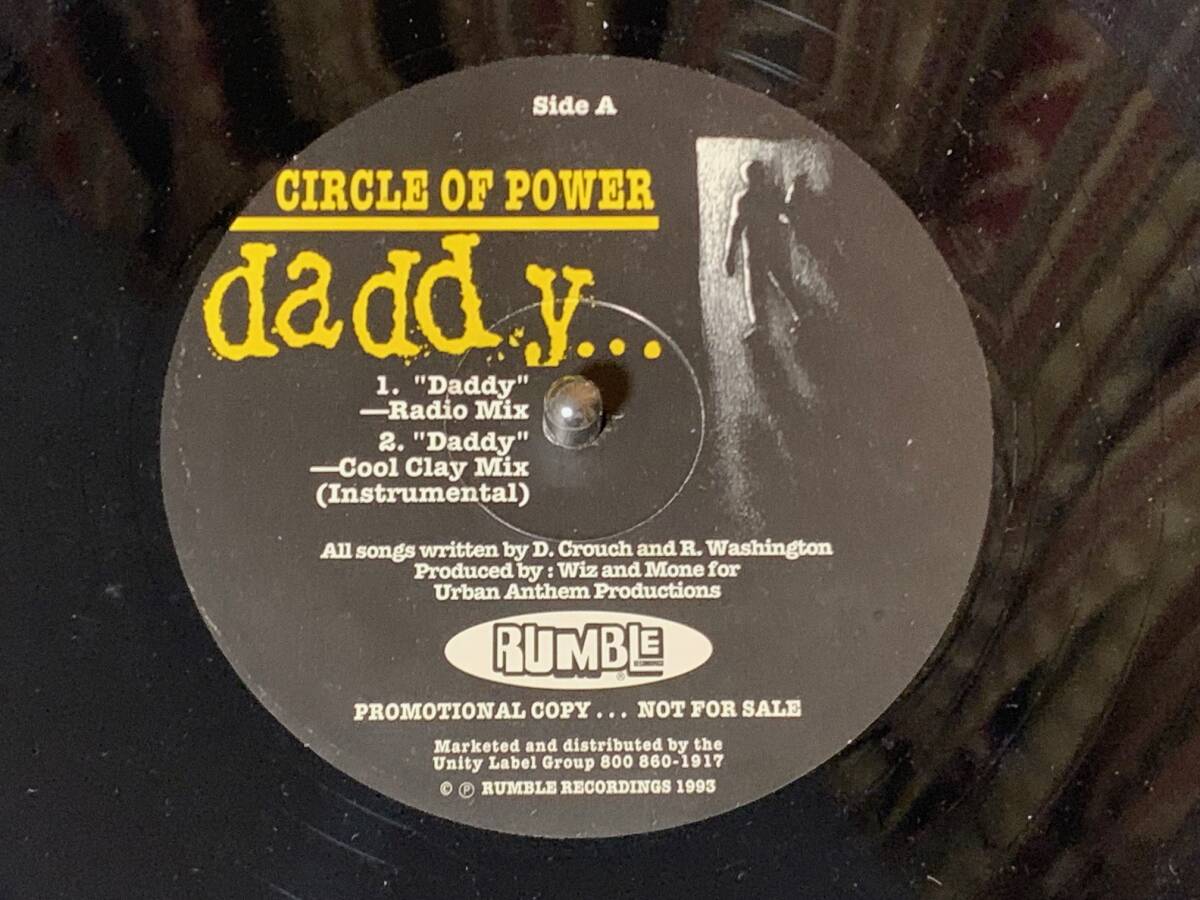 Side A
CIRCLE OF POWER
daddy...
1. "Daddy"
—Radio Mix
2. "Daddy"
—Cool Clay Mix
(Instrumental)
All songs written by D. Crouch and R. Washington
Produced by : Wiz and Mone for
Urban Anthem Productions
RUMBLE
RECORDINGS
®
PROMOTIONAL COPY... NOT FOR SALE
Marketed and distributed by the
Unity Label Group 800 860-1917
© ℗ RUMBLE RECORDINGS 1993